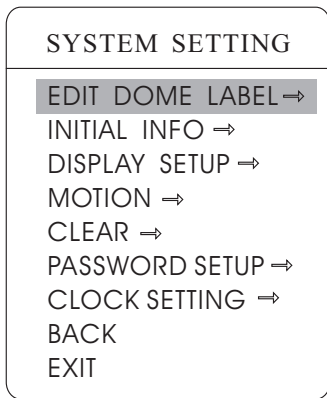 SYSTEM SETTING
EDIT DOME LABEL⇒
INITIAL INFO ⇒
DISPLAY SETUP ⇒
MOTION ⇒
CLEAR ⇒
PASSWORD SETUP ⇒
CLOCK SETTING ⇒
BACK
EXIT